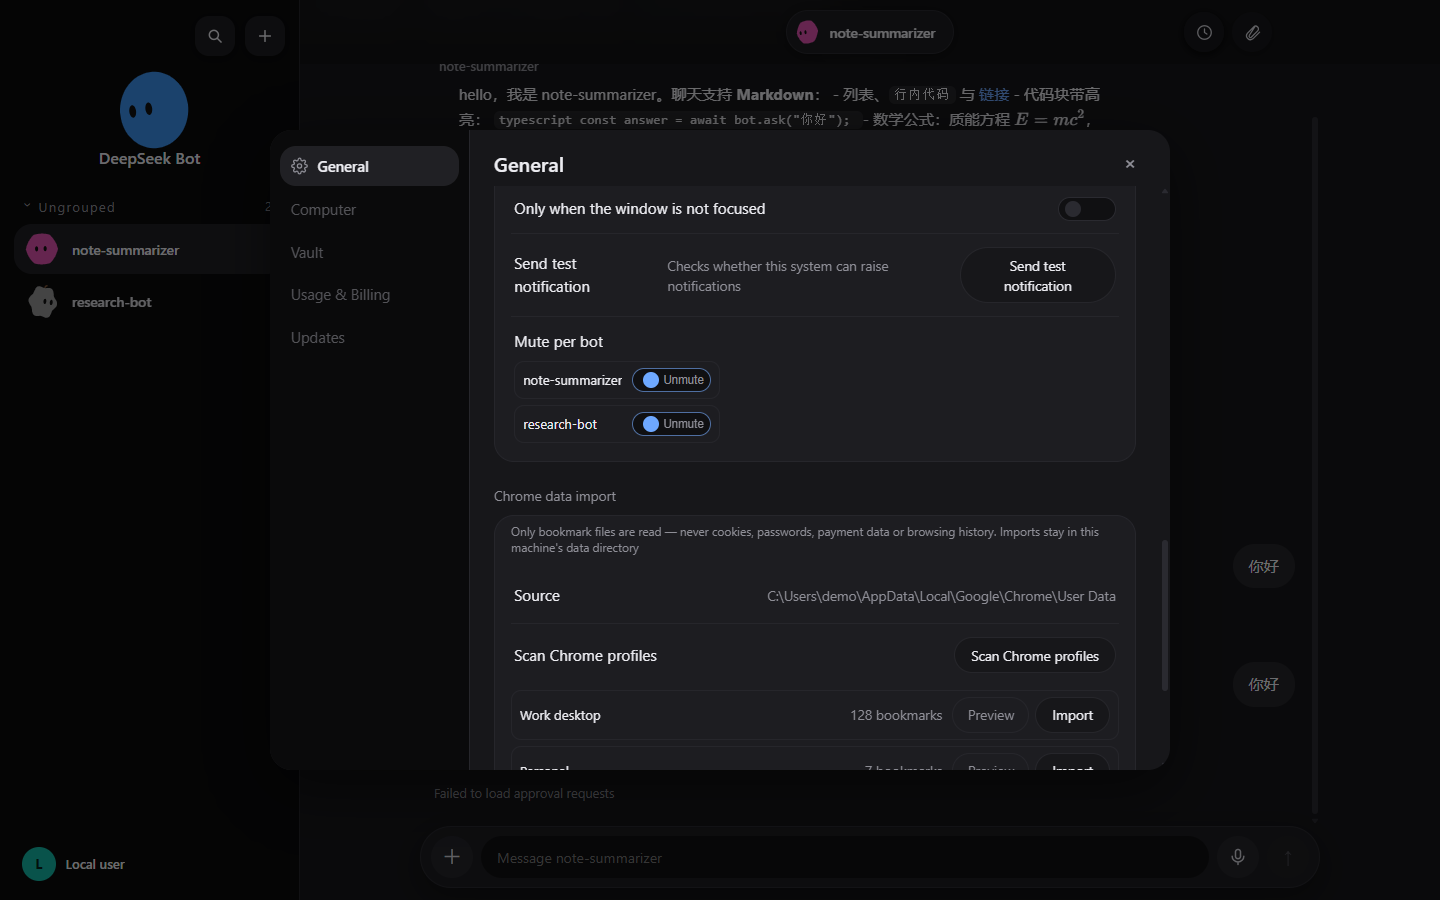 note-summarizer
DeepSeek Bot
Ungrouped
note-summarizer
research-bot
note-summarizer
hello，我是 note-summarizer。聊天支持 Markdown： - 列表、 行内代码 与 链接 - 代码块带高
亮： typescript const answer = await bot.ask("你好"); - 数学公式：质能方程 E = mc²，
General
Computer
Vault
Usage & Billing
Updates
General
Only when the window is not focused
Send test
notification
Checks whether this system can raise
notifications
Send test
notification
Mute per bot
note-summarizer Unmute
research-bot Unmute
Chrome data import
Only bookmark files are read — never cookies, passwords, payment data or browsing history. Imports stay in this
machine's data directory
Source C:\Users\demo\AppData\Local\Google\Chrome\User Data
Scan Chrome profiles Scan Chrome profiles
Work desktop 128 bookmarks Preview Import
Personal 7 bookmarks Preview Import
你好
你好
Failed to load approval requests
Message note-summarizer
L Local user